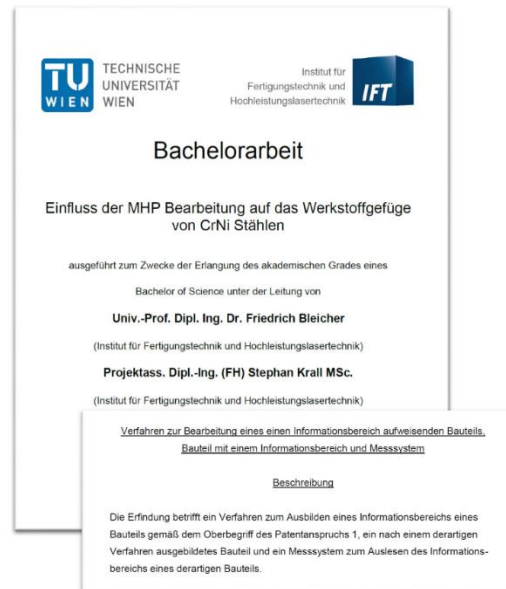 TU
WIEN
TECHNISCHE
UNIVERSITÄT
WIEN
Institut für
Fertigungstechnik und
Hochleistungslasertechnik
IFT
Bachelorarbeit
Einfluss der MHP Bearbeitung auf das Werkstoffgefüge
von CrNi Stählen
ausgeführt zum Zwecke der Erlangung des akademischen Grades eines
Bachelor of Science unter der Leitung von
Univ.-Prof. Dipl. Ing. Dr. Friedrich Bleicher
(Institut für Fertigungstechnik und Hochleistungslasertechnik)
Projektass. Dipl.-Ing. (FH) Stephan Krall MSc.
(Institut für Fertigungstechnik und Hochleistungslasertechnik)
Verfahren zur Bearbeitung eines einen Informationsbereich aufweisenden Bauteils,
Bauteil mit einem Informationsbereich und Messsystem
Beschreibung
Die Erfindung betrifft ein Verfahren zum Ausbilden eines Informationsbereichs eines
Bauteils gemäß dem Oberbegriff des Patentanspruchs 1, ein nach einem derartigen
Verfahren ausgebildetes Bauteil und ein Messsystem zum Auslesen des Informations-
bereichs eines derartigen Bauteils.